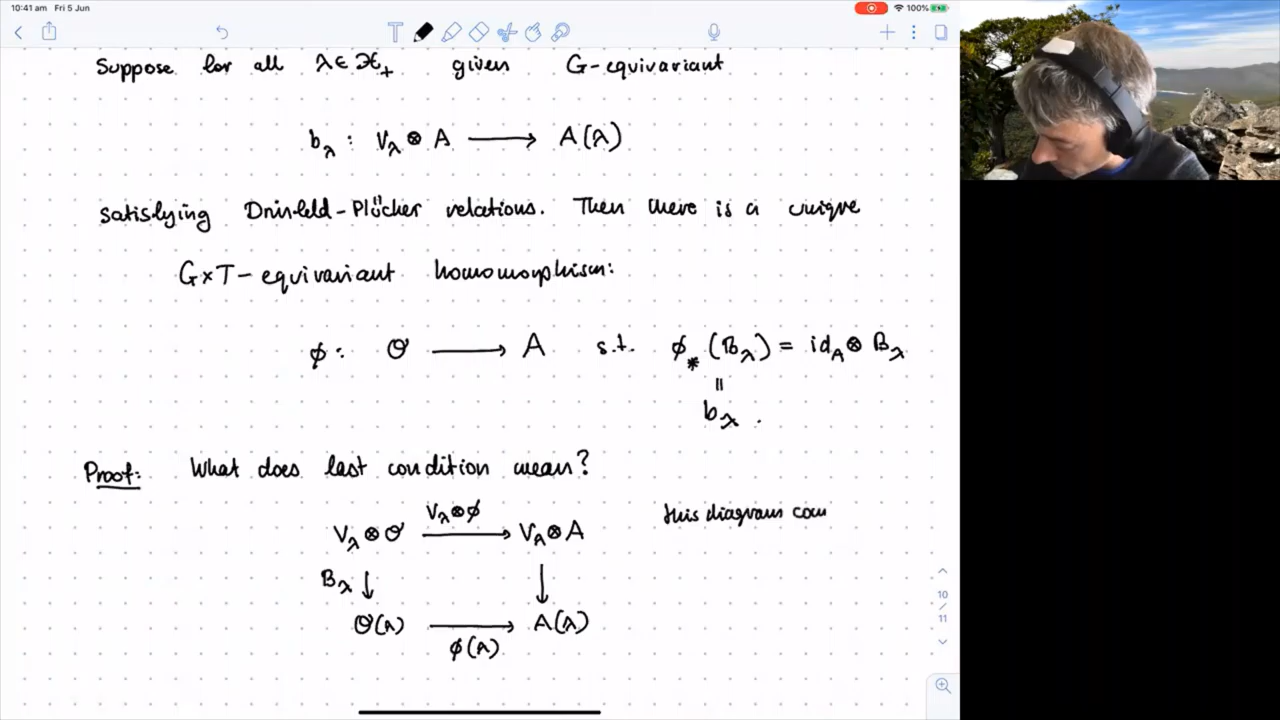 10:41 am Fri 5 Jun 100%
Suppose for all λ ∈ 𝔛₊ given G-equivariant
b_λ : V_λ ⊗ A ⟶ A(λ)
satisfying Drinfeld-Plücker relations. Then there is a unique
G×T-equivariant homomorphism:
φ: 𝒪 ⟶ A s.t. φ_*(B_λ) = id_A ⊗ B_λ
=
b_λ .
Proof: What does last condition mean?
V_λ ⊗ φ
V_λ ⊗ 𝒪 ⟶ V_λ ⊗ A this diagram com
B_λ ↓ ↓
𝒪(λ) ⟶ A(λ)
φ(λ)
10
/
11